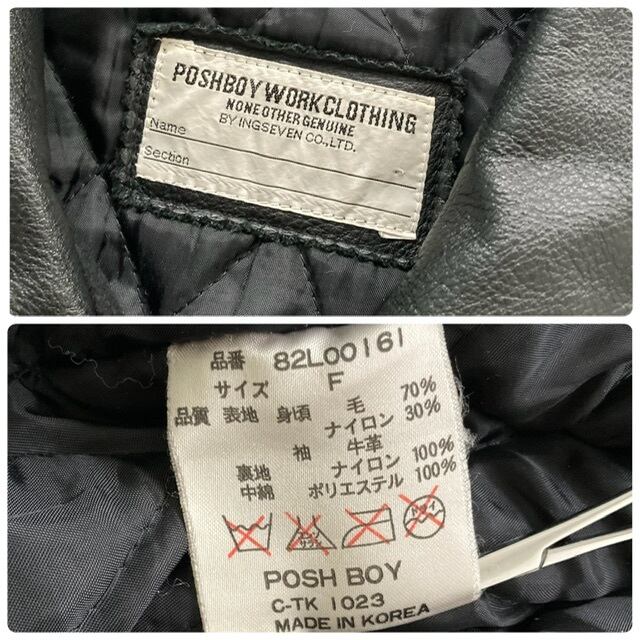 POSHBOY WORKCLOTHING
NONE OTHER GENUINE
BY INGSEVEN CO.,LTD.
Name
Section
品番 82L00161
サイズ F
品質 表地 身頃 毛 70%
ナイロン 30%
袖 牛革
裏地 ナイロン 100%
中綿 ポリエステル 100%
POSH BOY
C-TK 1023
MADE IN KOREA